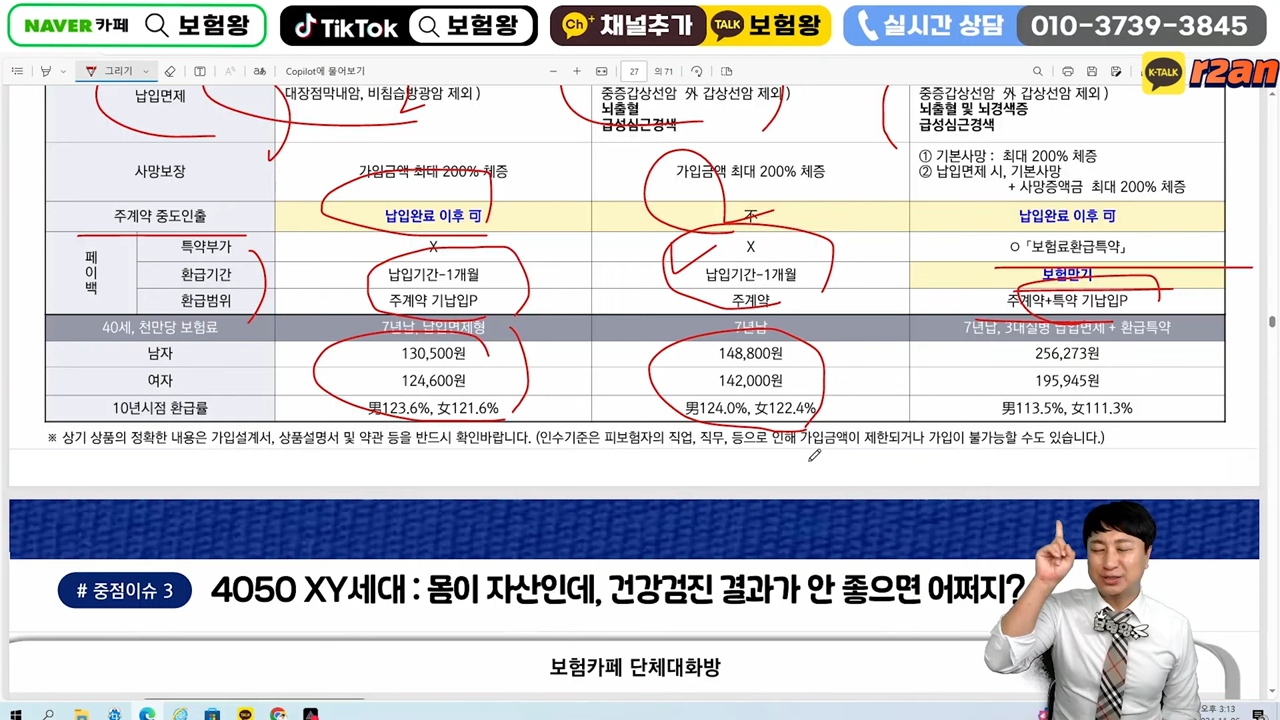 NAVER 카페 보험왕 TikTok 보험왕 Ch+ 채널추가 TALK 보험왕 실시간 상담 010-3739-3845
그리기 Copilot에 물어보기 27 의 71
K-TALK r2an
납입면제 대장점막내암, 비침습방광암 제외 ) 중증갑상선암 외 갑상선암 제외 ) 중증갑상선암 外 갑상선암 제외 )
뇌출혈 뇌출혈 및 뇌경색증
급성심근경색 급성심근경색
사망보장 가입금액 최대 200% 체증 가입금액 최대 200% 체증 ① 기본사망 : 최대 200% 체증
② 납입면제 시, 기본사망
+ 사망증액금 최대 200% 체증
주계약 중도인출 납입완료 이후 可 不 납입완료 이후 可
페이백 특약부가 X X ○ 「보험료환급특약」
환급기간 납입기간-1개월 납입기간-1개월 보험만기
환급범위 주계약 기납입P 주계약 주계약+특약 기납입P
40세, 천만당 보험료 7년납, 납입면제형 7년납 7년납, 3대질병 납입면제 + 환급특약
남자 130,500원 148,800원 256,273원
여자 124,600원 142,000원 195,945원
10년시점 환급률 男123.6%, 女121.6% 男124.0%, 女122.4% 男113.5%, 女111.3%
※ 상기 상품의 정확한 내용은 가입설계서, 상품설명서 및 약관 등을 반드시 확인바랍니다. (인수기준은 피보험자의 직업, 직무, 등으로 인해 가입금액이 제한되거나 가입이 불가능할 수도 있습니다.)
# 중점이슈 3 4050 XY세대 : 몸이 자산인데, 건강검진 결과가 안 좋으면 어쩌지?
보험카페 단체대화방
오후 3:13